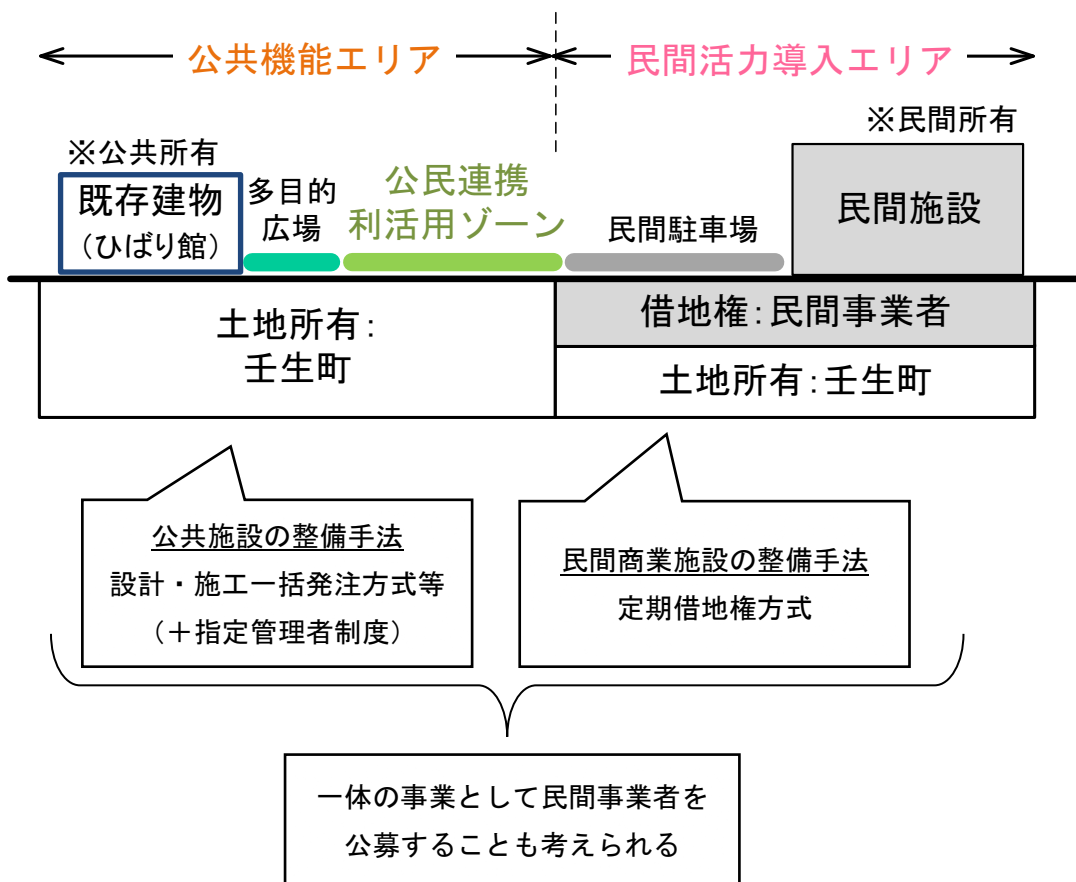 公共機能エリア
民間活力導入エリア
※公共所有
既存建物
（ひばり館）
多目的
広場
公民連携
利活用ゾーン
民間駐車場
※民間所有
民間施設
土地所有：
壬生町
借地権：民間事業者
土地所有：壬生町
公共施設の整備手法
設計・施工一括発注方式等
（＋指定管理者制度）
民間商業施設の整備手法
定期借地権方式
一体の事業として民間事業者を
公募することも考えられる